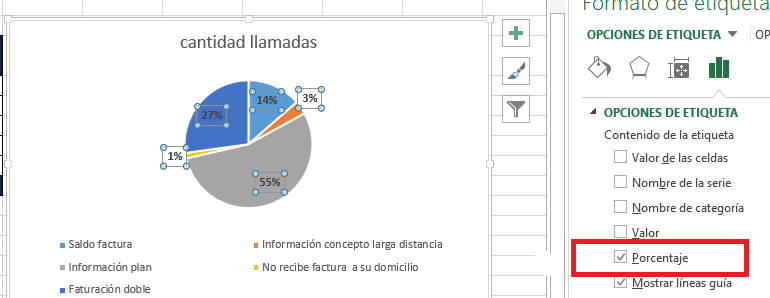 Formato de etiqueta
cantidad llamadas
27%
14%
3%
1%
55%
Saldo factura
Información concepto larga distancia
Información plan
No recibe factura a su domicilio
Faturación doble
OPCIONES DE ETIQUETA
OPCIONES DE ETIQUETA
Contenido de la etiqueta
Valor de las celdas
Nombre de la serie
Nombre de categoría
Valor
Porcentaje
Mostrar líneas guía